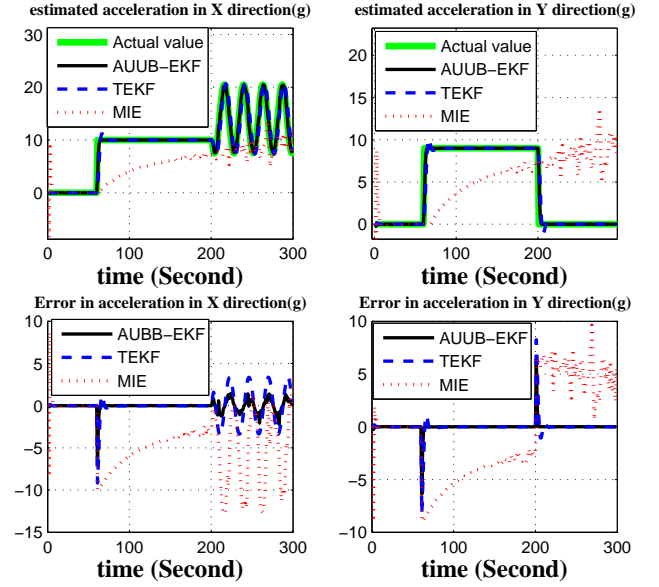 estimated acceleration in X direction(g)
30
20
10
0
Actual value
AUUB-EKF
TEKF
MIE
0 100 200 300
time (Second)
estimated acceleration in Y direction(g)
20
15
10
5
0
Actual value
AUUB-EKF
TEKF
MIE
0 100 200
time (Second)
Error in acceleration in X direction(g)
10
5
0
-5
-10
-15
AUBB-EKF
TEKF
MIE
0 100 200 300
time (Second)
Error in acceleration in Y direction(g)
10
5
0
-5
-10
AUUB-EKF
TEKF
MIE
0 100 200 300
time (Second)